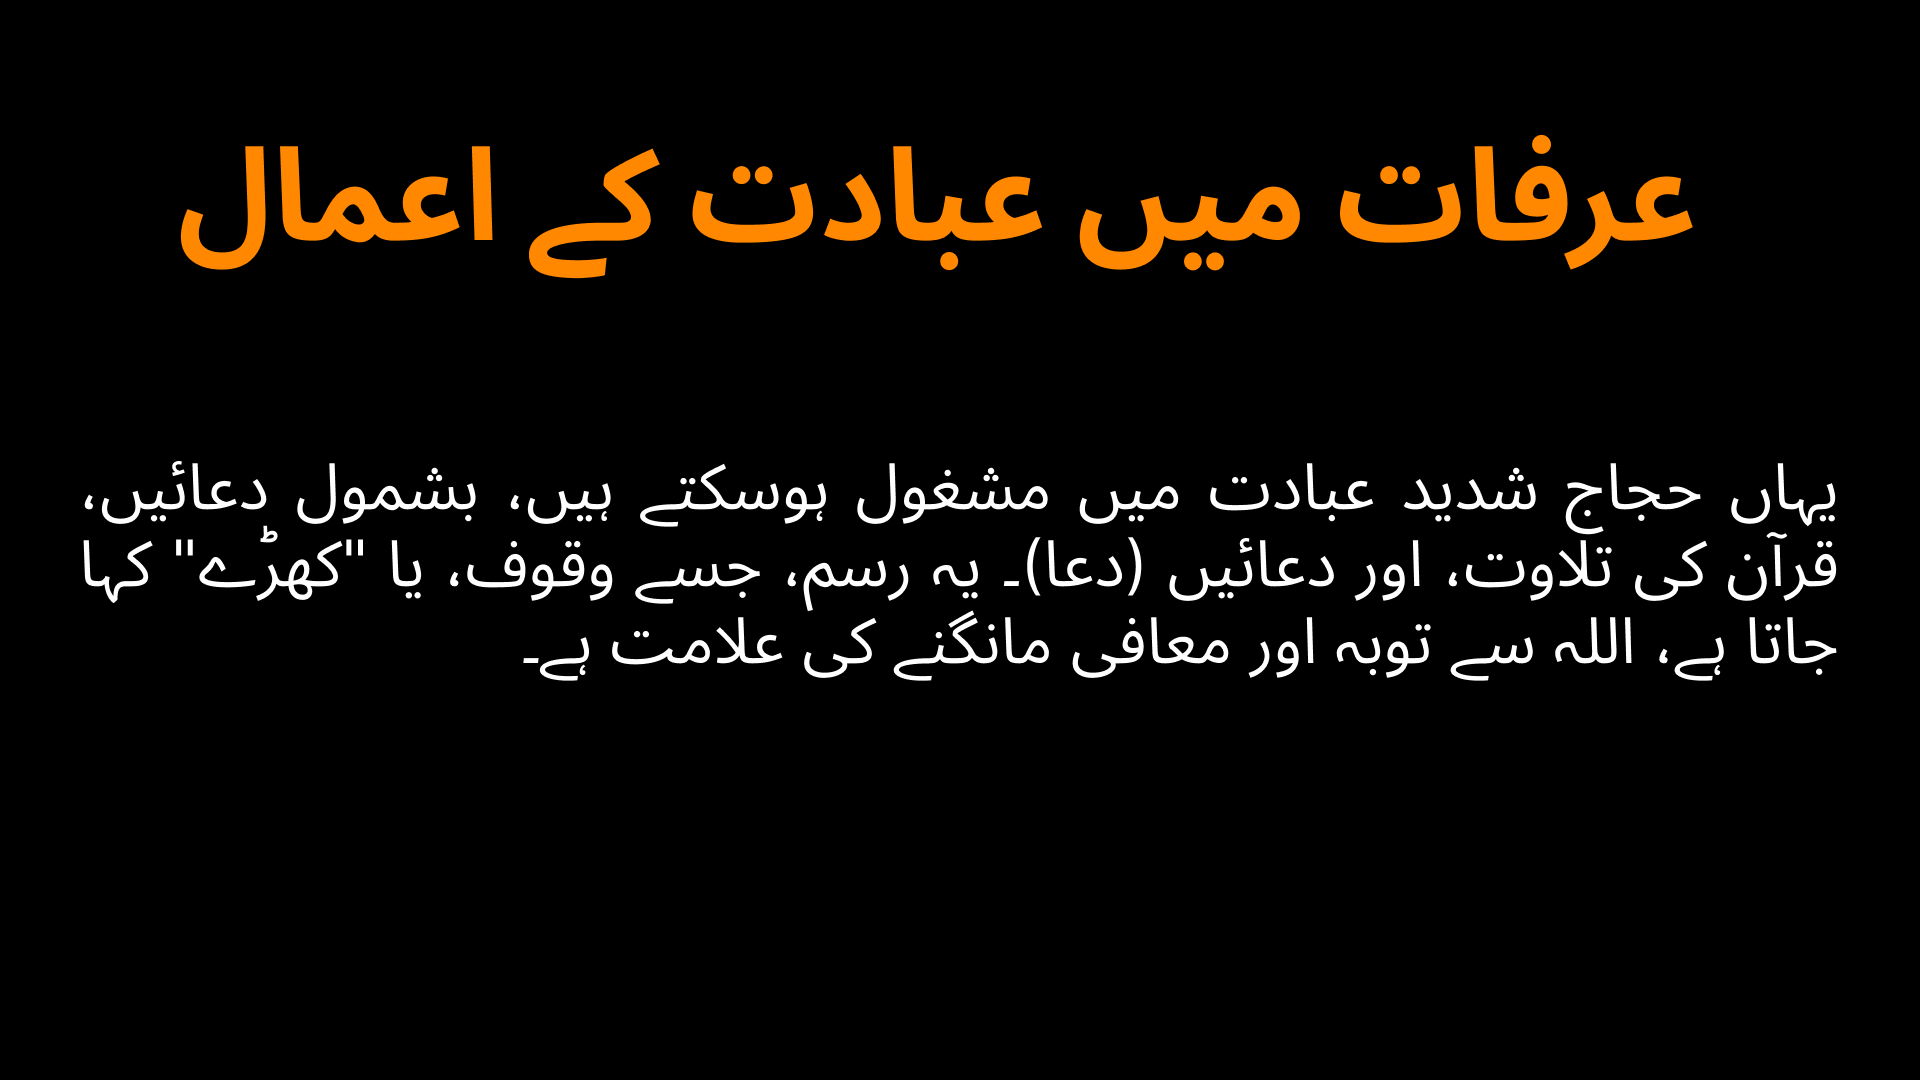 عرفات میں عبادت کے اعمال
یہاں حجاج شدید عبادت میں مشغول ہوسکتے ہیں، بشمول دعائیں،
قرآن کی تلاوت، اور دعائیں (دعا)۔ یہ رسم، جسے وقوف، یا "کھڑے" کہا
جاتا ہے، اللہ سے توبہ اور معافی مانگنے کی علامت ہے۔